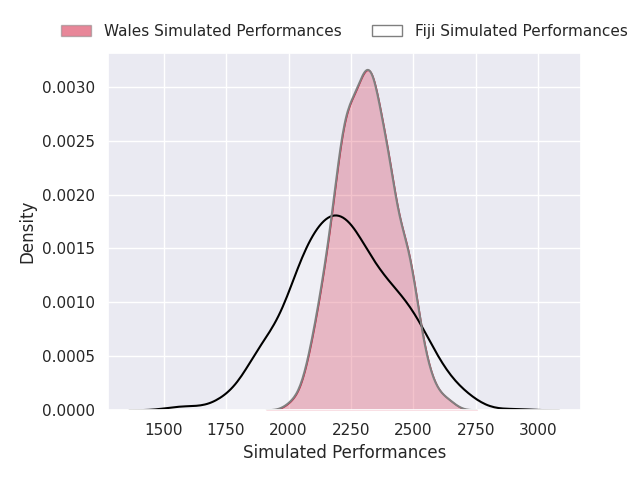 Wales Simulated Performances Fiji Simulated Performances
0.0030
0.0025
0.0020
0.0015
0.0010
0.0005
0.0000
Density
1500 1750 2000 2250 2500 2750 3000
Simulated Performances